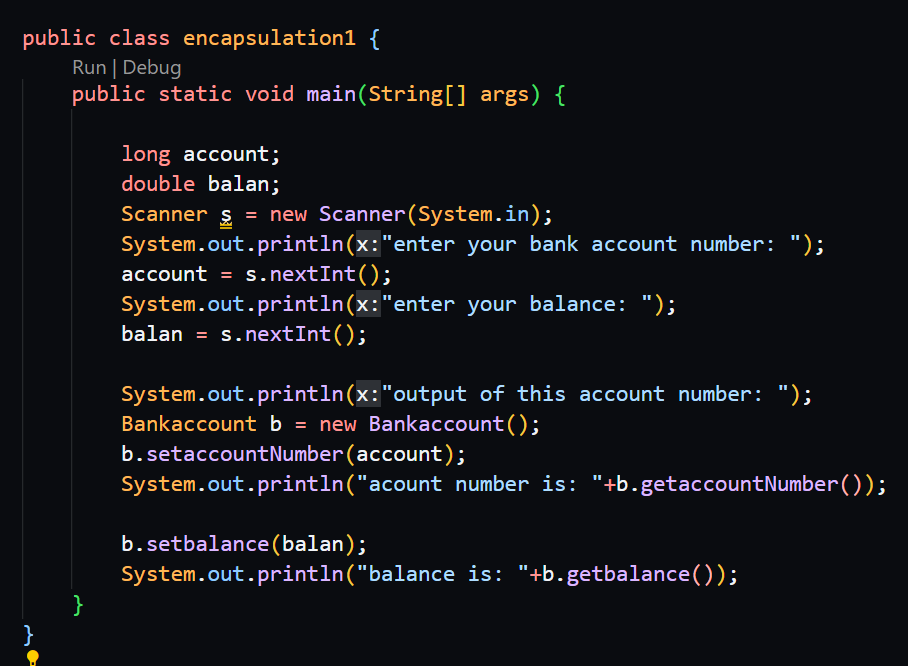 public class encapsulation1 {
Run | Debug
public static void main(String[] args) {
long account;
double balan;
Scanner s = new Scanner(System.in);
System.out.println(x:"enter your bank account number: ");
account = s.nextInt();
System.out.println(x:"enter your balance: ");
balan = s.nextInt();
System.out.println(x:"output of this account number: ");
Bankaccount b = new Bankaccount();
b.setaccountNumber(account);
System.out.println("acount number is: "+b.getaccountNumber());
b.setbalance(balan);
System.out.println("balance is: "+b.getbalance());
}
}